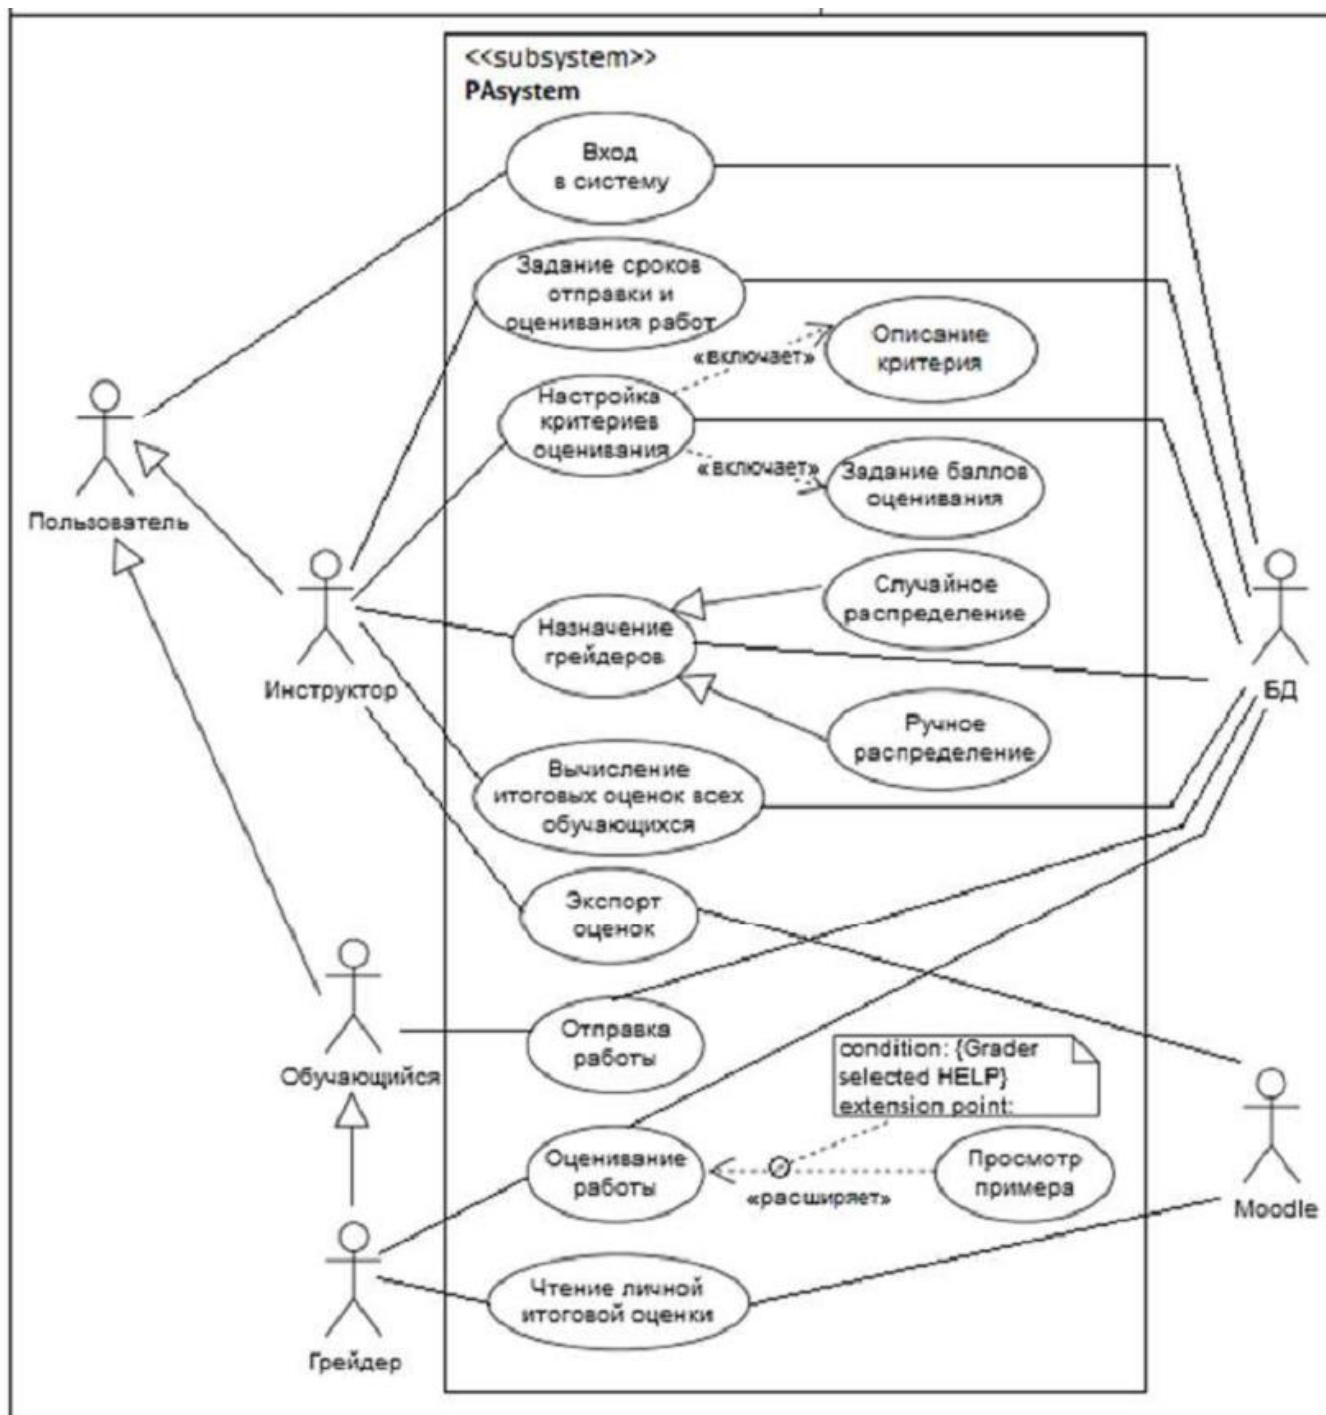 <<subsystem>>
PAsystem
Вход
в систему
Задание сроков
отправки и
оценивания работ
«включает»
Описание
критерия
Настройка
критериев
оценивания
«включает»
Задание баллов
оценивания
Пользователь
Случайное
распределение
Назначение
грейдеров
Инструктор
БД
Ручное
распределение
Вычисление
итоговых оценок всех
обучающихся
Экспорт
оценок
Отправка
работы
Обучающийся
condition: {Grader
selected HELP}
extension point:
Оценивание
работы
«расширяет»
Просмотр
примера
Moodle
Чтение личной
итоговой оценки
Грейдер